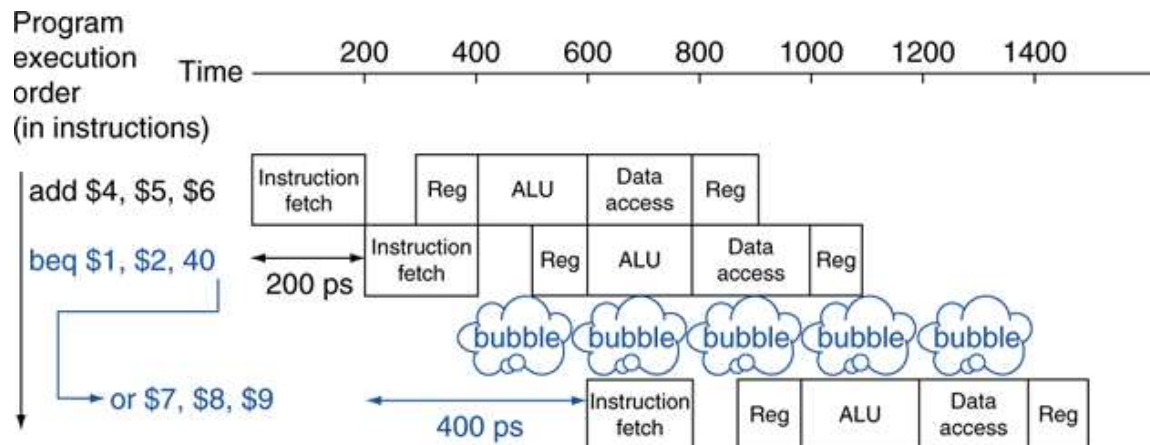 Program
execution
order
(in instructions)
Time
200 400 600 800 1000 1200 1400
add $4, $5, $6
Instruction
fetch
Reg
ALU
Data
access
Reg
beq $1, $2, 40
200 ps
Instruction
fetch
Reg
ALU
Data
access
Reg
bubble bubble bubble bubble bubble
or $7, $8, $9
400 ps
Instruction
fetch
Reg
ALU
Data
access
Reg